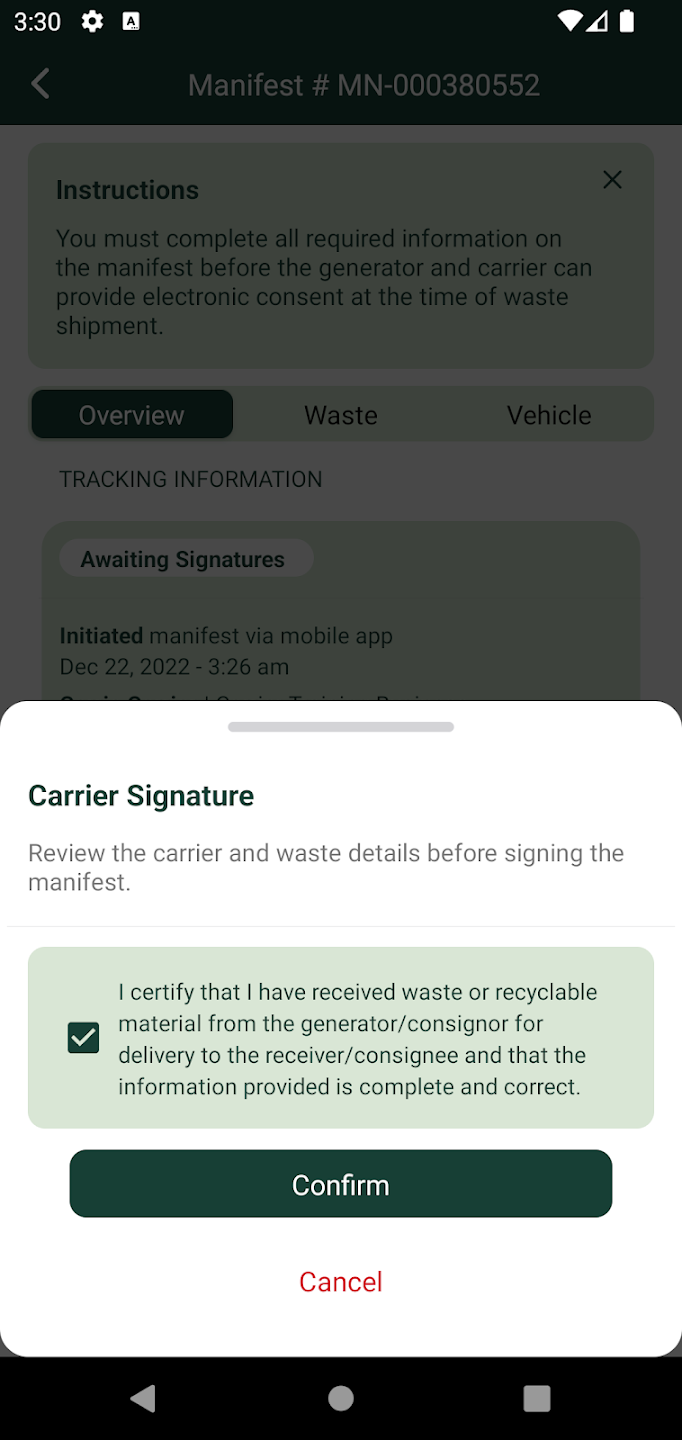 3:30
Manifest # MN-000380552
Instructions
You must complete all required information on
the manifest before the generator and carrier can
provide electronic consent at the time of waste
shipment.
Overview
Waste
Vehicle
TRACKING INFORMATION
Awaiting Signatures
Initiated manifest via mobile app
Dec 22, 2022 - 3:26 am
Carrier Signature
Review the carrier and waste details before signing the
manifest.
I certify that I have received waste or recyclable
material from the generator/consignor for
delivery to the receiver/consignee and that the
information provided is complete and correct.
Confirm
Cancel